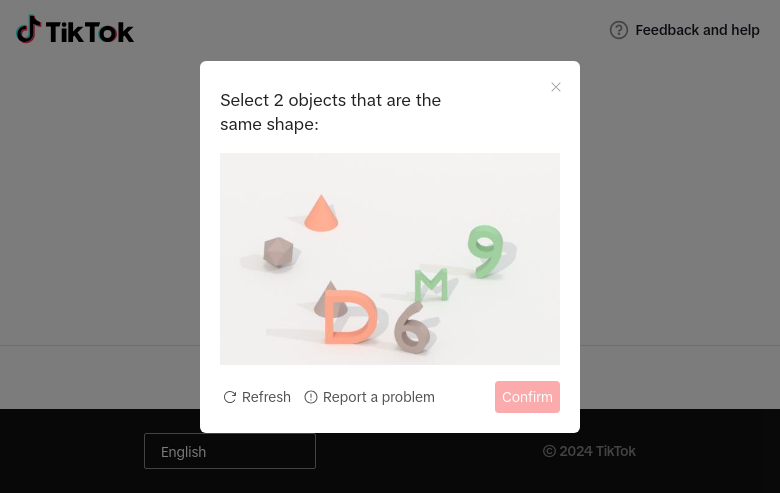 TikTok
Feedback and help
Select 2 objects that are the
same shape:
9
M
D
6
Refresh
Report a problem
Confirm
English
© 2024 TikTok